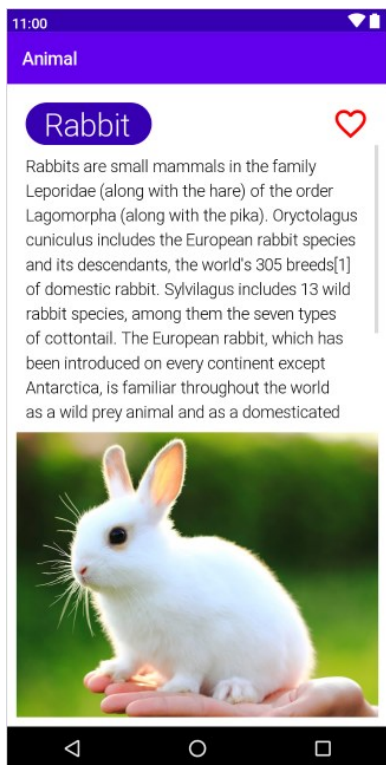 11:00
Animal
Rabbit
Rabbits are small mammals in the family
Leporidae (along with the hare) of the order
Lagomorpha (along with the pika). Oryctolagus
cuniculus includes the European rabbit species
and its descendants, the world's 305 breeds[1]
of domestic rabbit. Sylvilagus includes 13 wild
rabbit species, among them the seven types
of cottontail. The European rabbit, which has
been introduced on every continent except
Antarctica, is familiar throughout the world
as a wild prey animal and as a domesticated